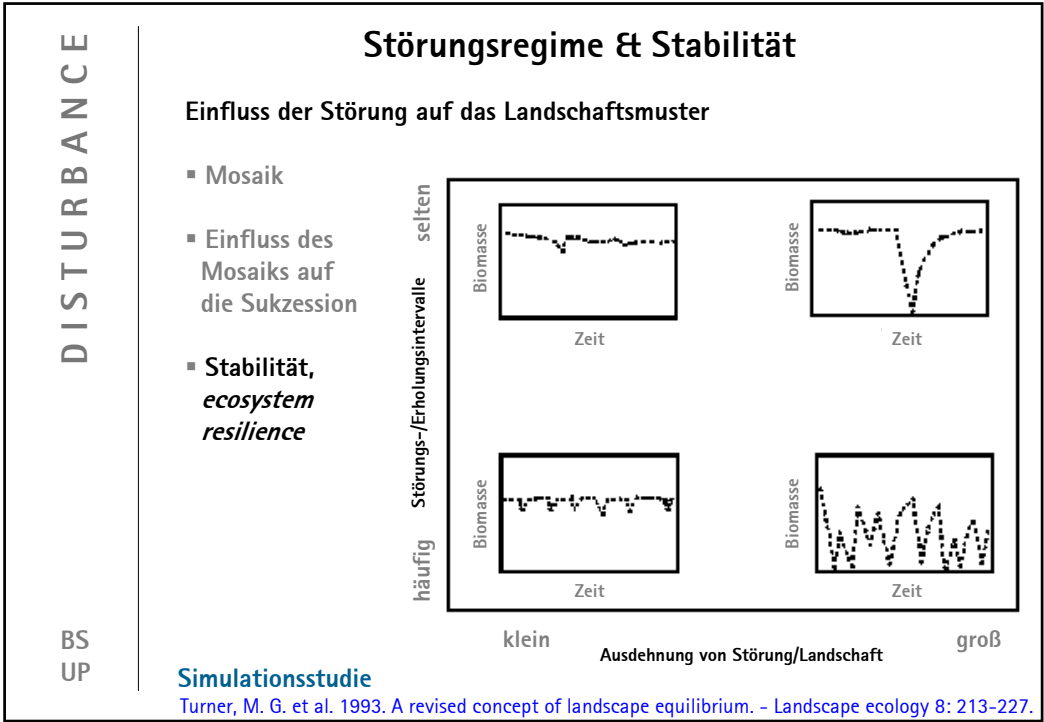 DISTURBANCE
Störungsregime & Stabilität
Einfluss der Störung auf das Landschaftsmuster
▪ Mosaik
▪ Einfluss des
Mosaiks auf
die Sukzession
▪ Stabilität,
ecosystem
resilience
Störungs-/Erholungsintervalle
selten
häufig
Biomasse
Zeit
Biomasse
Zeit
Biomasse
Zeit
Biomasse
Zeit
klein
groß
Ausdehnung von Störung/Landschaft
BS
UP
Simulationsstudie
Turner, M. G. et al. 1993. A revised concept of landscape equilibrium. - Landscape ecology 8: 213-227.